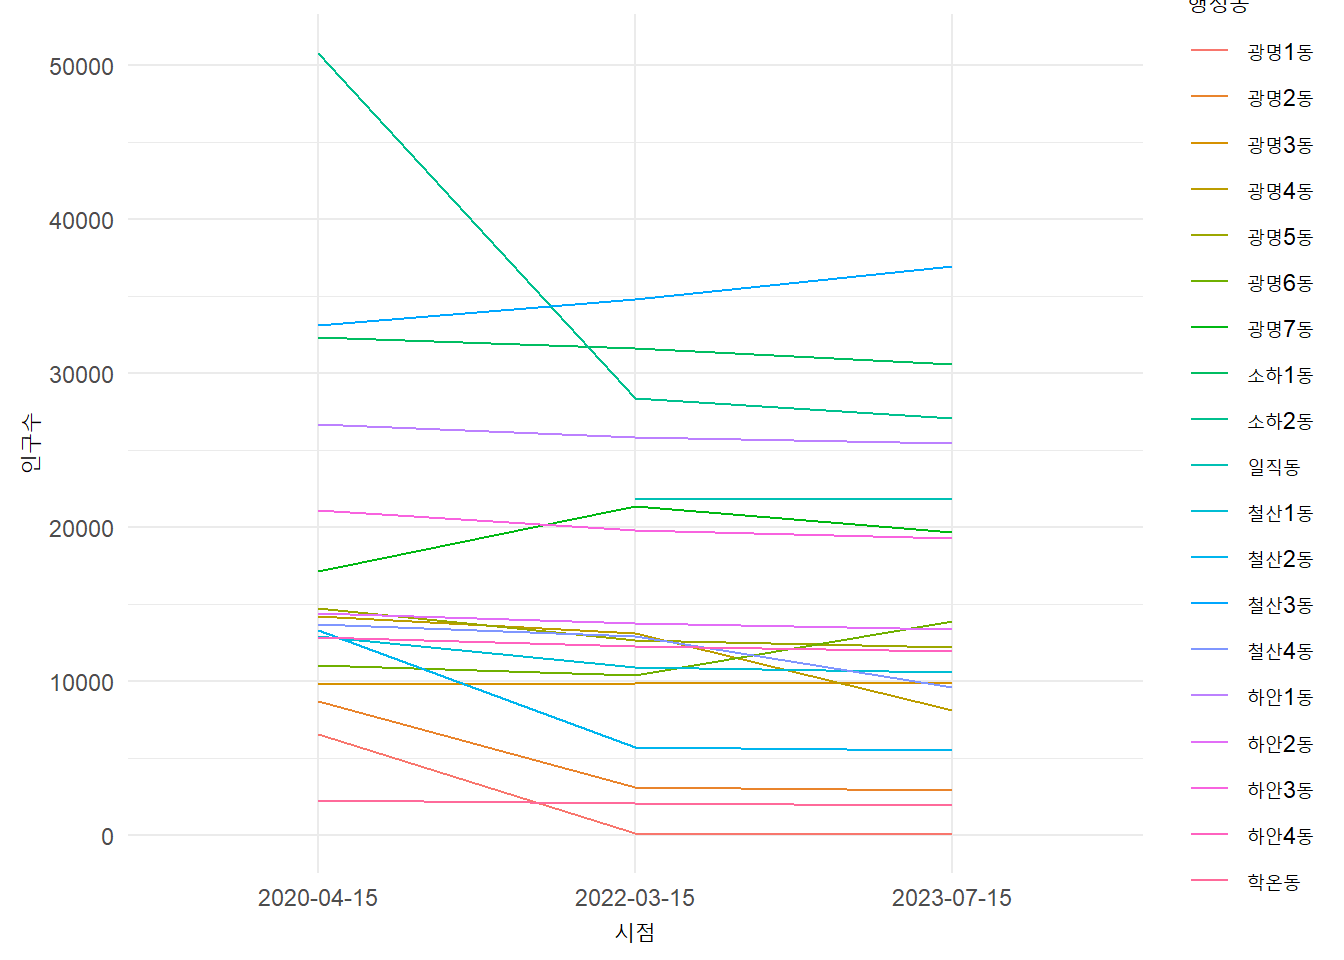 행정동
50000
40000
30000
20000
10000
0
인구수
2020-04-15
2022-03-15
2023-07-15
시점
광명1동
광명2동
광명3동
광명4동
광명5동
광명6동
광명7동
소하1동
소하2동
일직동
철산1동
철산2동
철산3동
철산4동
하안1동
하안2동
하안3동
하안4동
학온동